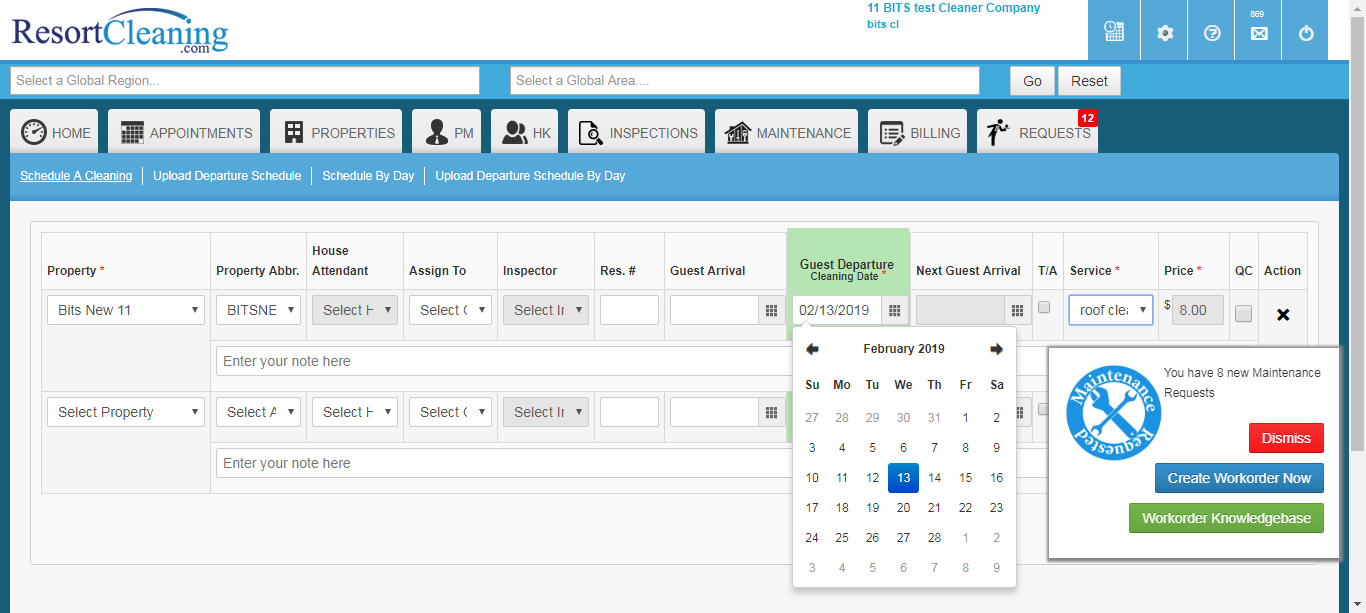 ResortCleaning
.com
11 BITS test Cleaner Company
bits cl
869
Select a Global Region...
Select a Global Area....
Go
Reset
HOME
APPOINTMENTS
PROPERTIES
PM
HK
INSPECTIONS
MAINTENANCE
BILLING
REQUESTS
12
Schedule A Cleaning
Upload Departure Schedule
Schedule By Day
Upload Departure Schedule By Day
Property *
Property Abbr.
House
Attendant
Assign To
Inspector
Res. #
Guest Arrival
Guest Departure
Cleaning Date *
Next Guest Arrival
T/A
Service *
Price *
QC
Action
Bits New 11
BITSNE
Select H
Select C
Select Ir
02/13/2019
roof clea
$
8.00
Enter your note here
Select Property
Select A
Select H
Select C
Select Ir
Enter your note here
February 2019
Su Mo Tu We Th Fr Sa
27 28 29 30 31 1 2
3 4 5 6 7 8 9
10 11 12 13 14 15 16
17 18 19 20 21 22 23
24 25 26 27 28 1 2
3 4 5 6 7 8 9
Maintenance
Requested
You have 8 new Maintenance
Requests
Dismiss
Create Workorder Now
Workorder Knowledgebase